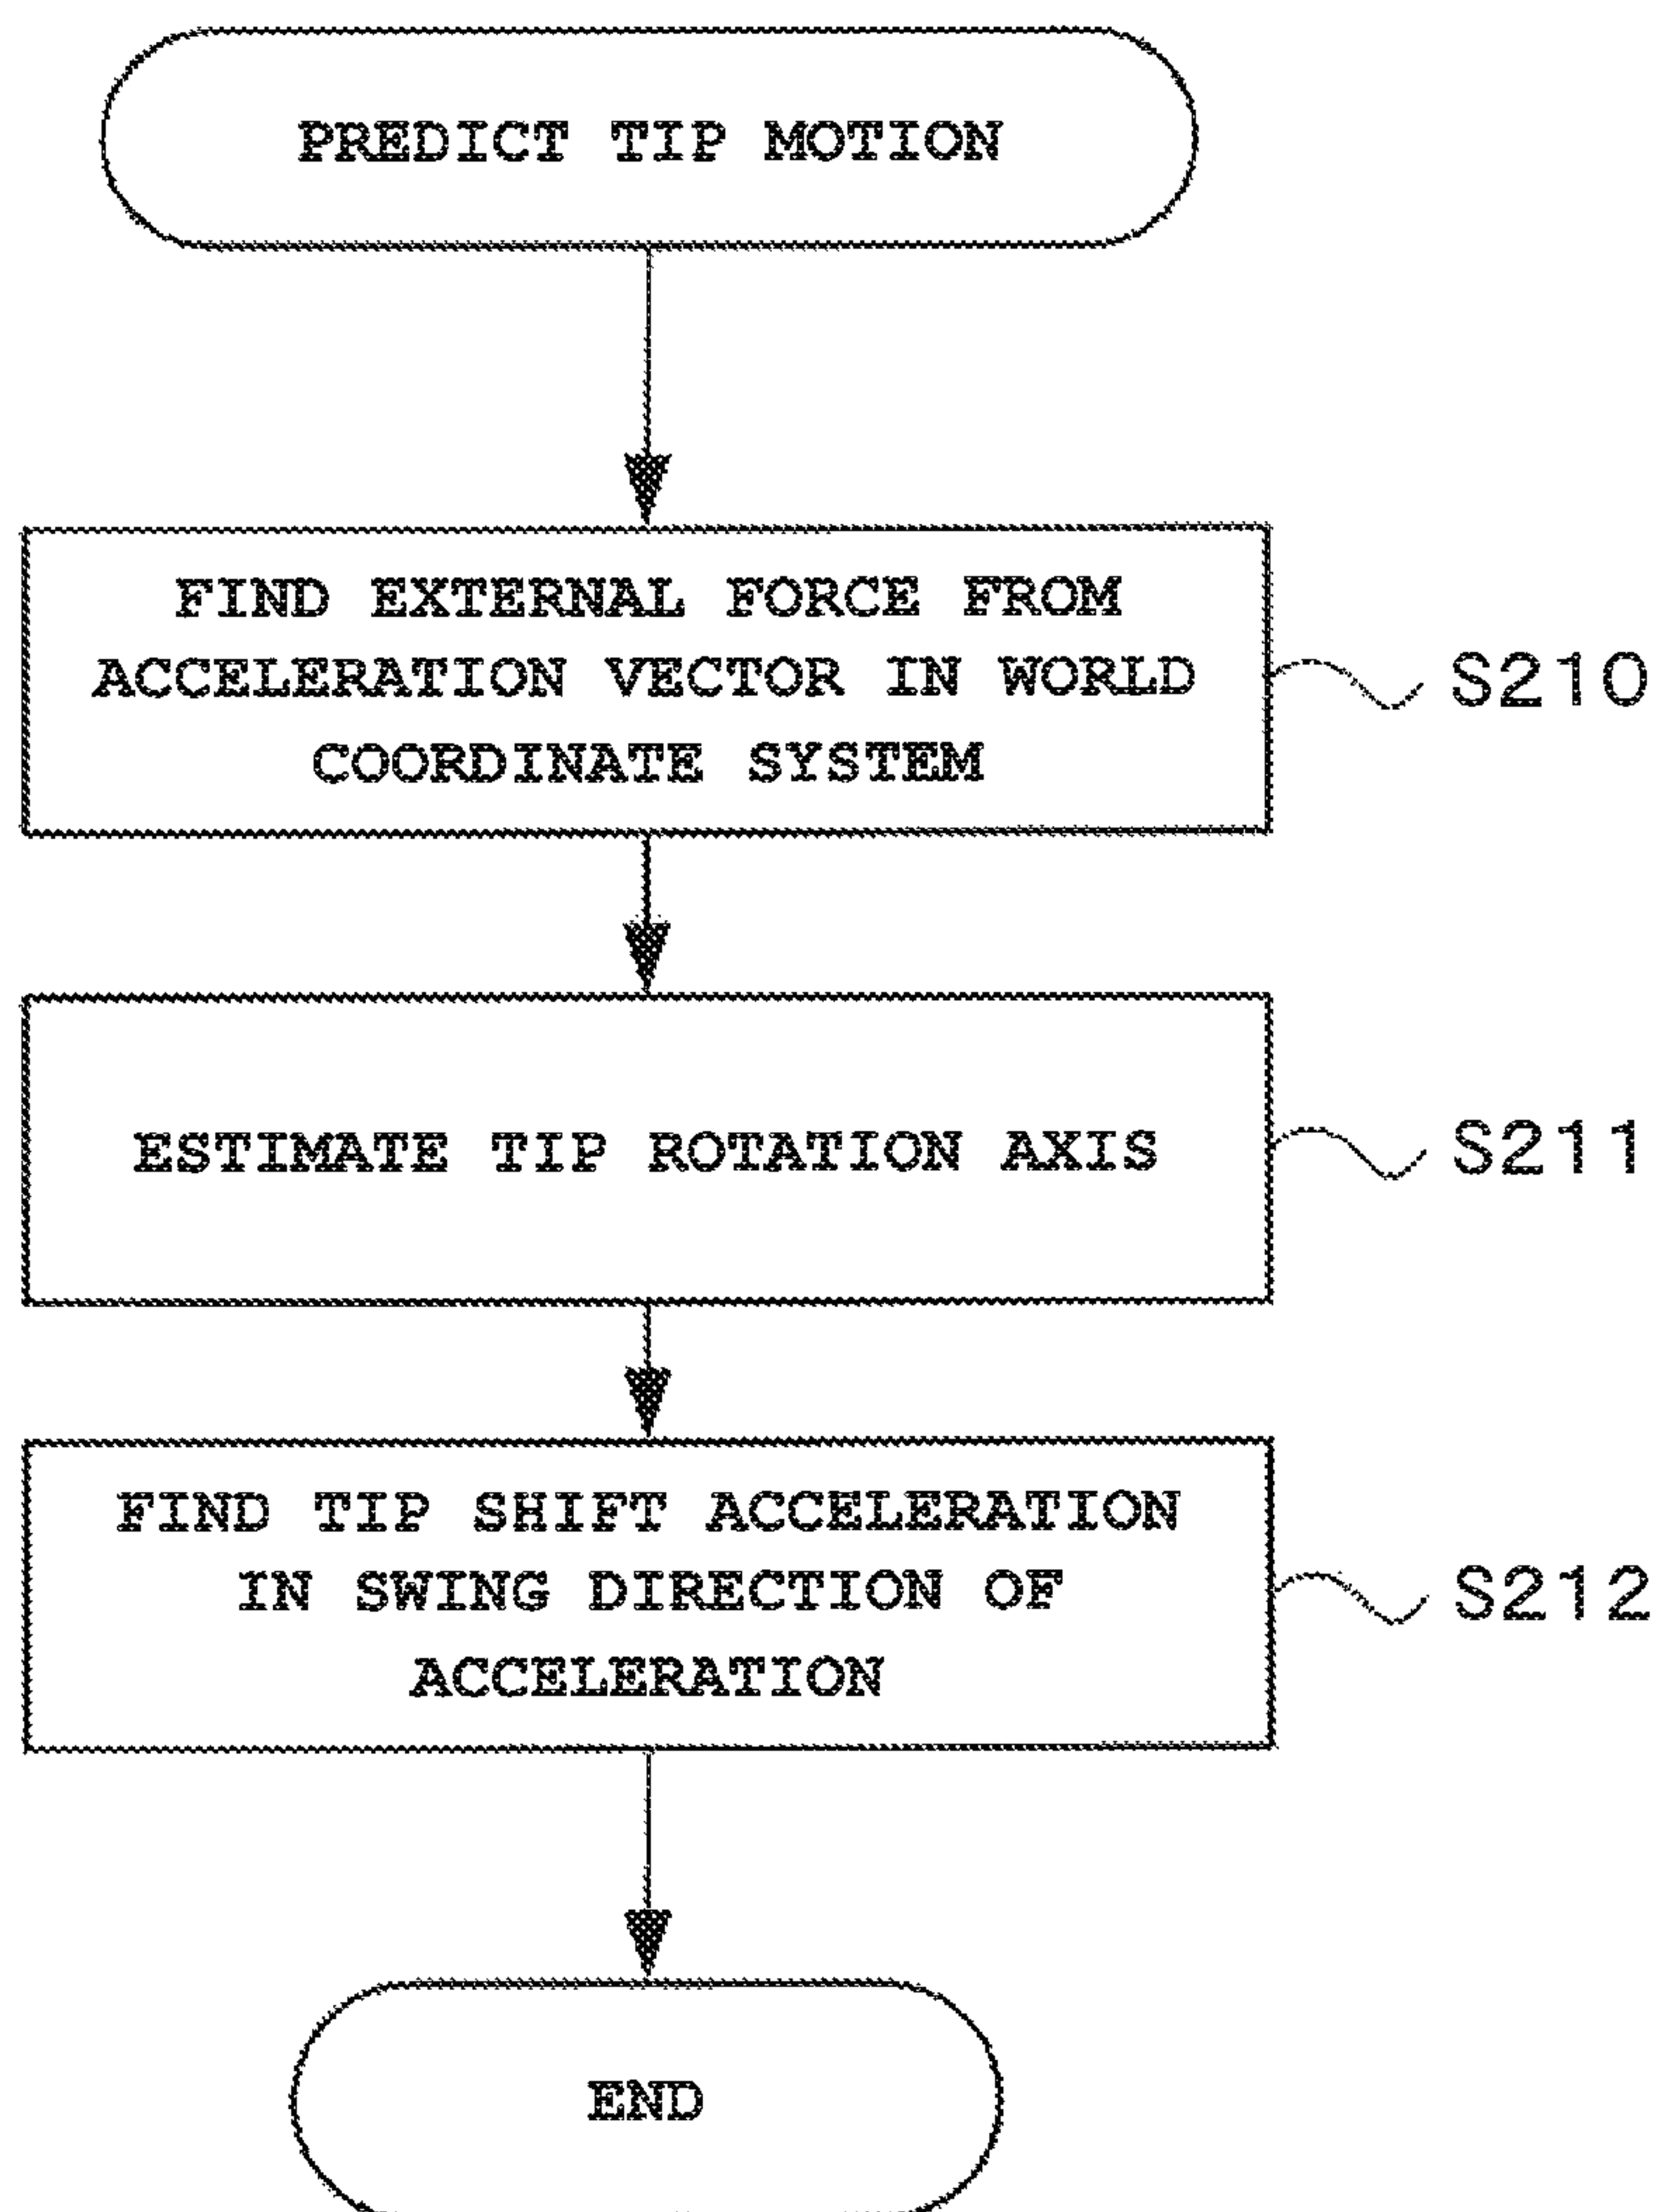 PREDICT TIP MOTION
FIND EXTERNAL FORCE FROM
ACCELERATION VECTOR IN WORLD
COORDINATE SYSTEM
S210
ESTIMATE TIP ROTATION AXIS
S211
FIND TIP SHIFT ACCELERATION
IN SWING DIRECTION OF
ACCELERATION
S212
END